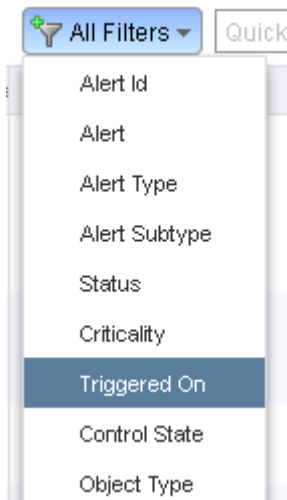 All Filters Quick
Alert Id
Alert
Alert Type
Alert Subtype
Status
Criticality
Triggered On
Control State
Object Type